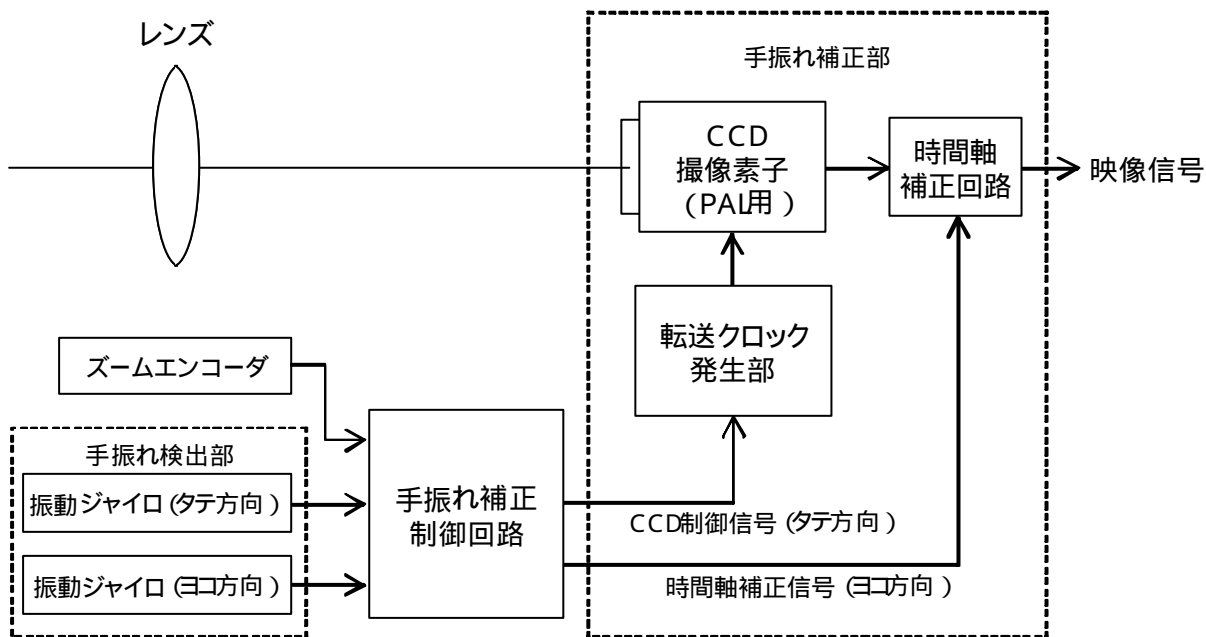 レンズ
手振れ補正部
CCD
撮像素子
(PAL用)
時間軸
補正回路
映像信号
転送クロック
発生部
ズームエンコーダ
手振れ検出部
振動ジャイロ(タテ方向)
振動ジャイロ(ヨコ方向)
手振れ補正
制御回路
CCD制御信号(タテ方向)
時間軸補正信号(ヨコ方向)